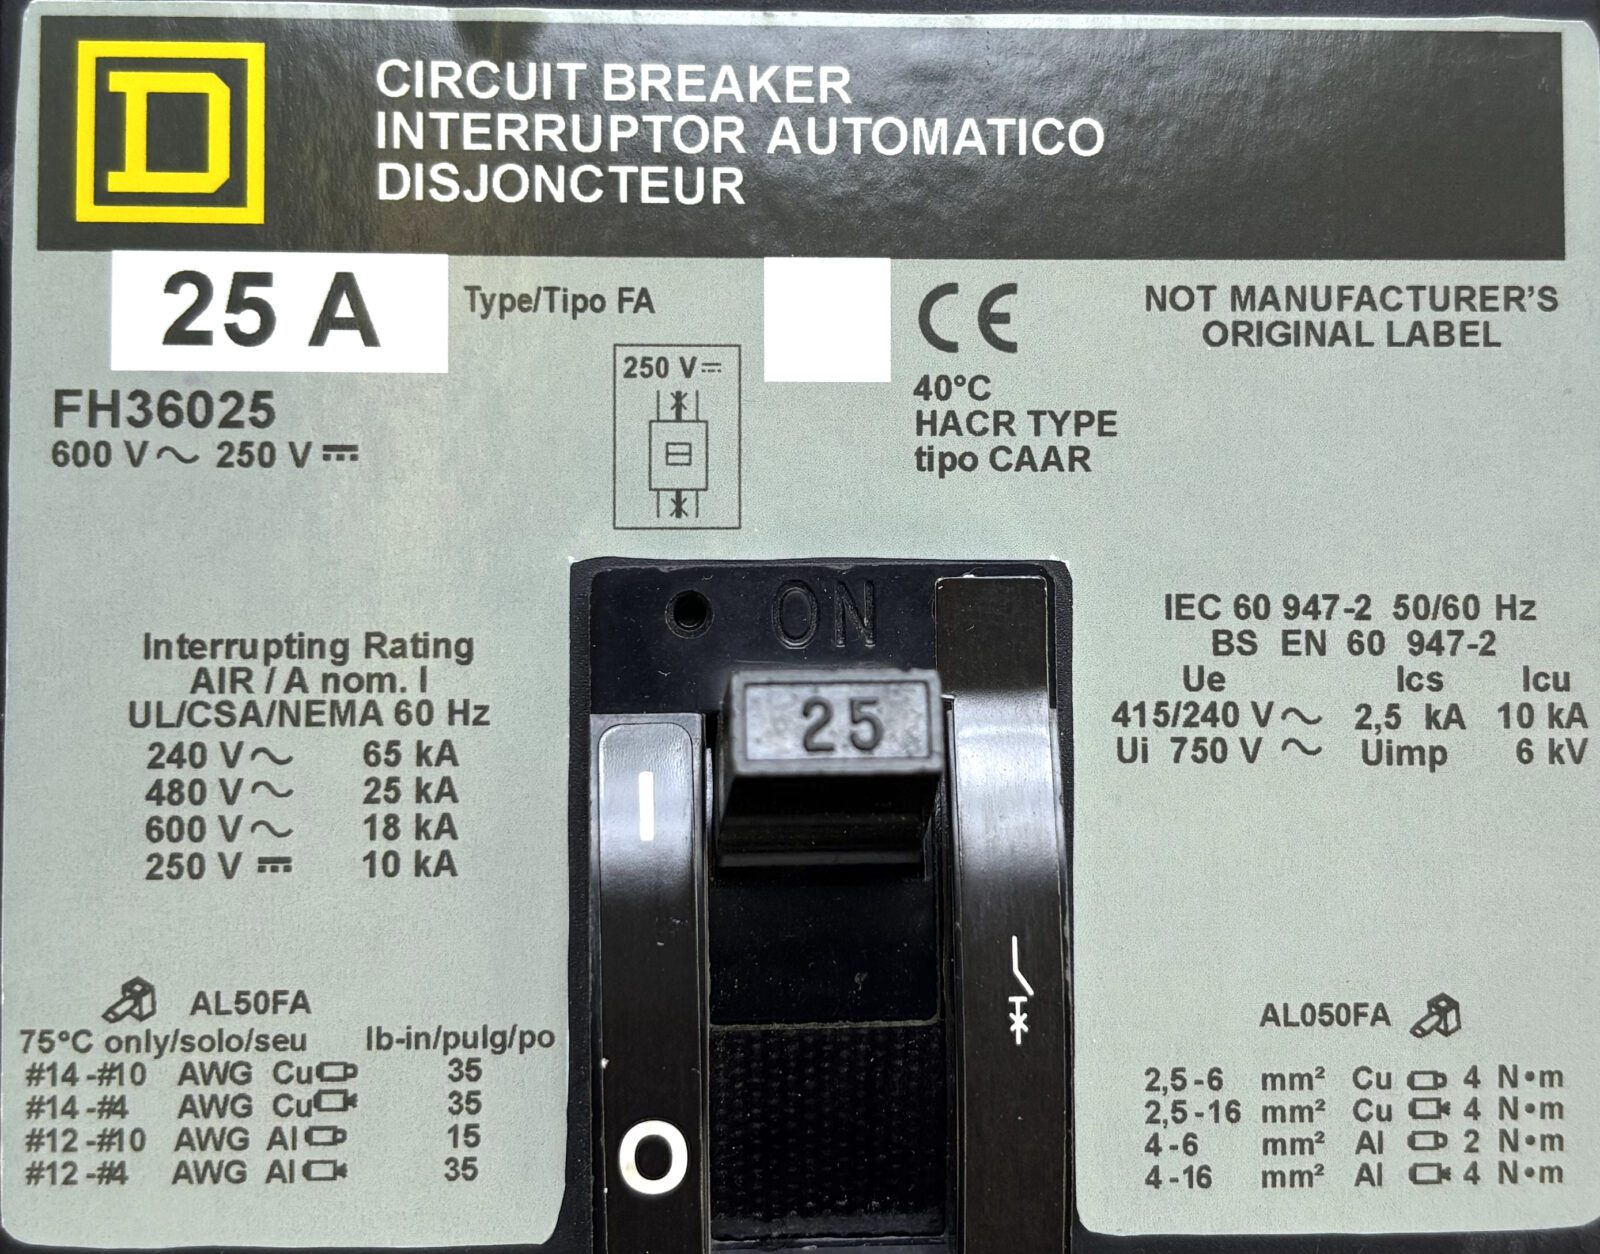 D
CIRCUIT BREAKER
INTERRUPTOR AUTOMATICO
DISJONCTEUR
25 A
Type/Tipo FA
FH36025
600 V~ 250 V⎓
250 V⎓
CE
40°C
HACR TYPE
tipo CAAR
NOT MANUFACTURER'S
ORIGINAL LABEL
Interrupting Rating
AIR / A nom. I
UL/CSA/NEMA 60 Hz
240 V~ 65 kA
480 V~ 25 kA
600 V~ 18 kA
250 V⎓ 10 kA
AL50FA
75°C only/solo/seu lb-in/pulg/po
#14 -#10 AWG Cu 35
#14 -#4 AWG Cu 35
#12 -#10 AWG Al 15
#12 -#4 AWG Al 35
ON
25
I
O
IEC 60 947-2 50/60 Hz
BS EN 60 947-2
Ue Ics Icu
415/240 V~ 2,5 kA 10 kA
Ui 750 V ~ Uimp 6 kV
AL050FA
2,5-6 mm² Cu 4 N•m
2,5-16 mm² Cu 4 N•m
4-6 mm² Al 2 N•m
4-16 mm² Al 4 N•m